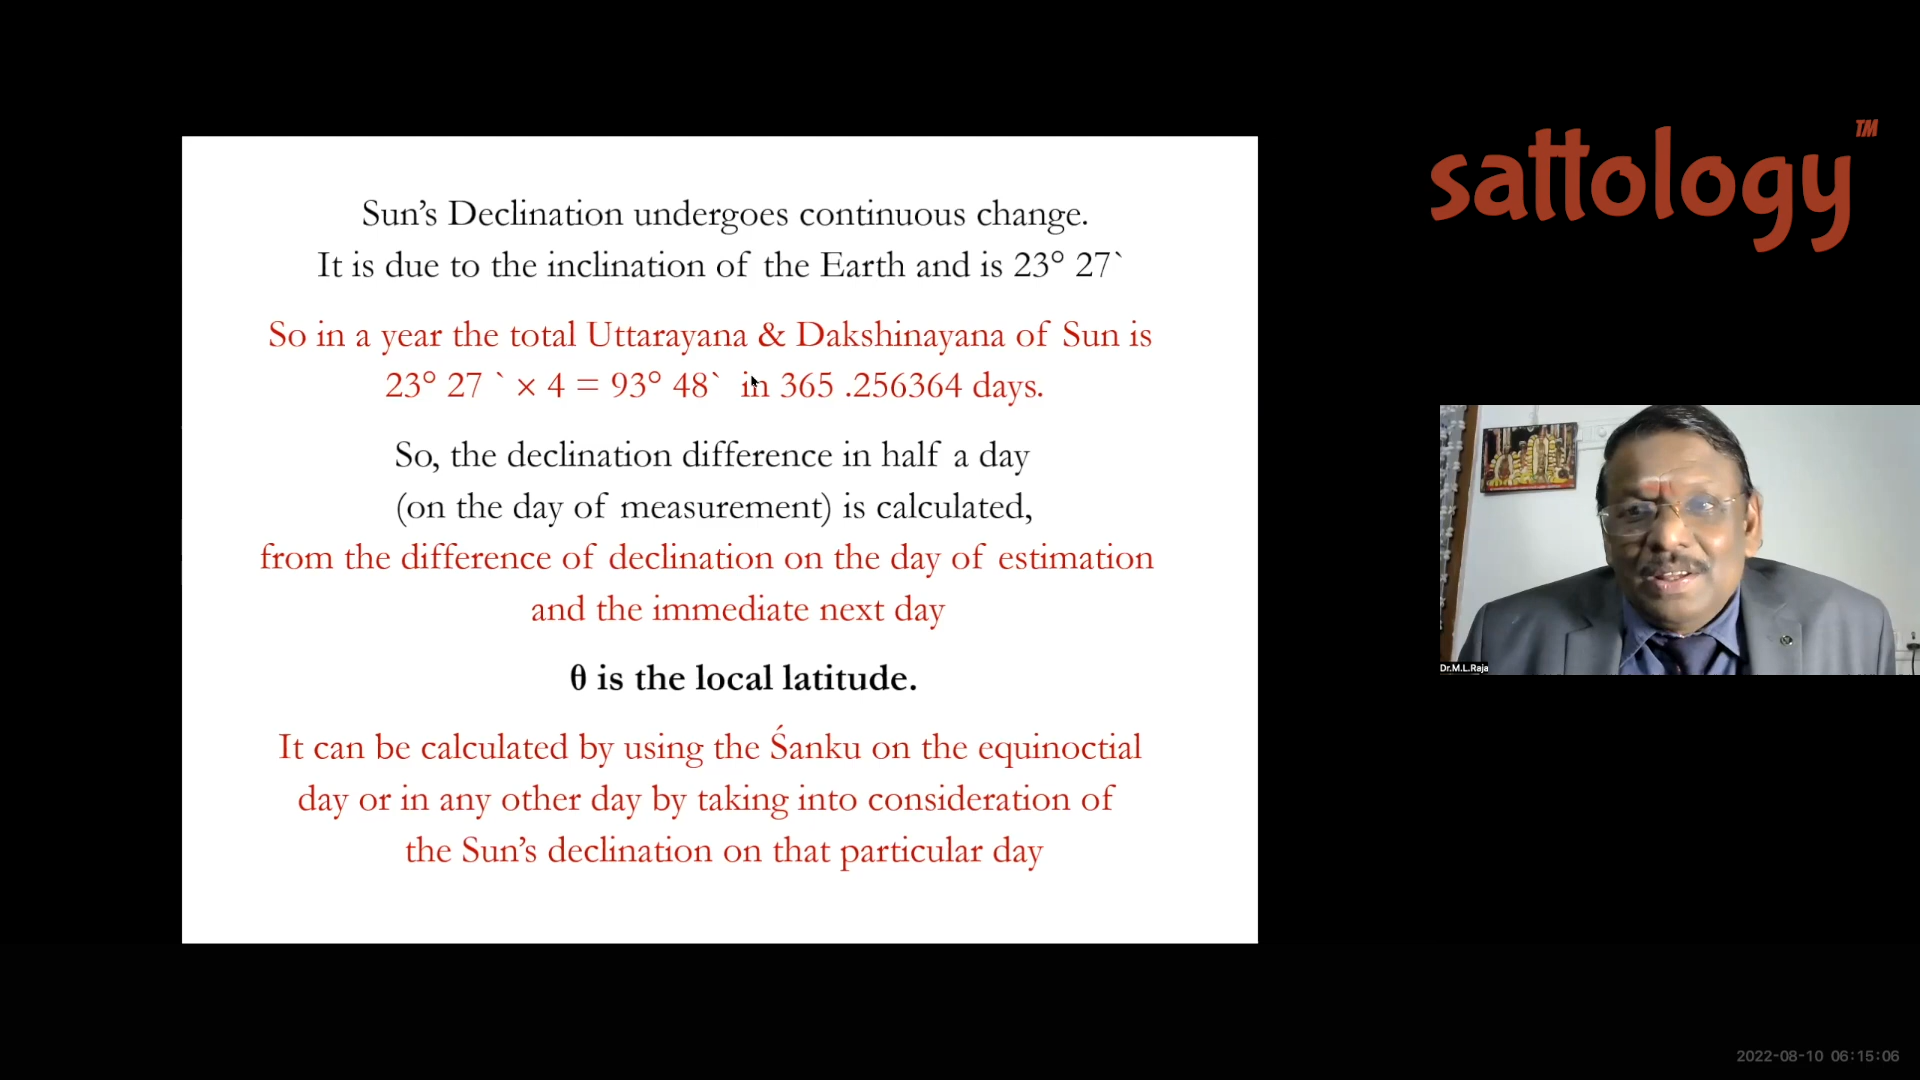 Sun’s Declination undergoes continuous change.
It is due to the inclination of the Earth and is 23° 27`
So in a year the total Uttarayana & Dakshinayana of Sun is
23° 27 ` × 4 = 93° 48` in 365 .256364 days.
So, the declination difference in half a day
(on the day of measurement) is calculated,
from the difference of declination on the day of estimation
and the immediate next day
θ is the local latitude.
It can be calculated by using the Śanku on the equinoctial
day or in any other day by taking into consideration of
the Sun’s declination on that particular day
sattology TM
Dr.M.L.Raja
2022-08-10 06:15:06